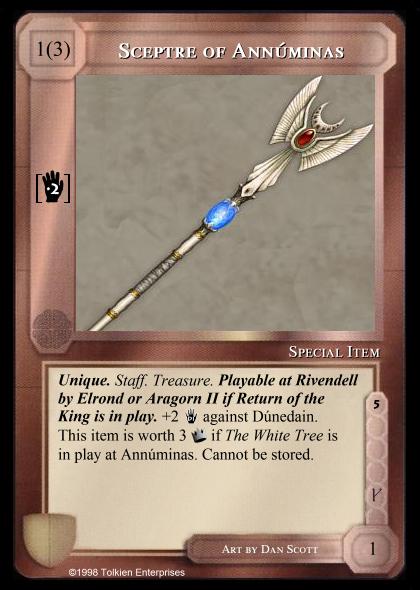 1(3)
Sceptre of Annúminas
[-2]
Special Item
Unique. Staff. Treasure. Playable at Rivendell
by Elrond or Aragorn II if Return of the
King is in play. +2 against Dúnedain.
This item is worth 3 if The White Tree is
in play at Annúminas. Cannot be stored.
5
Art by Dan Scott
1
©1998 Tolkien Enterprises